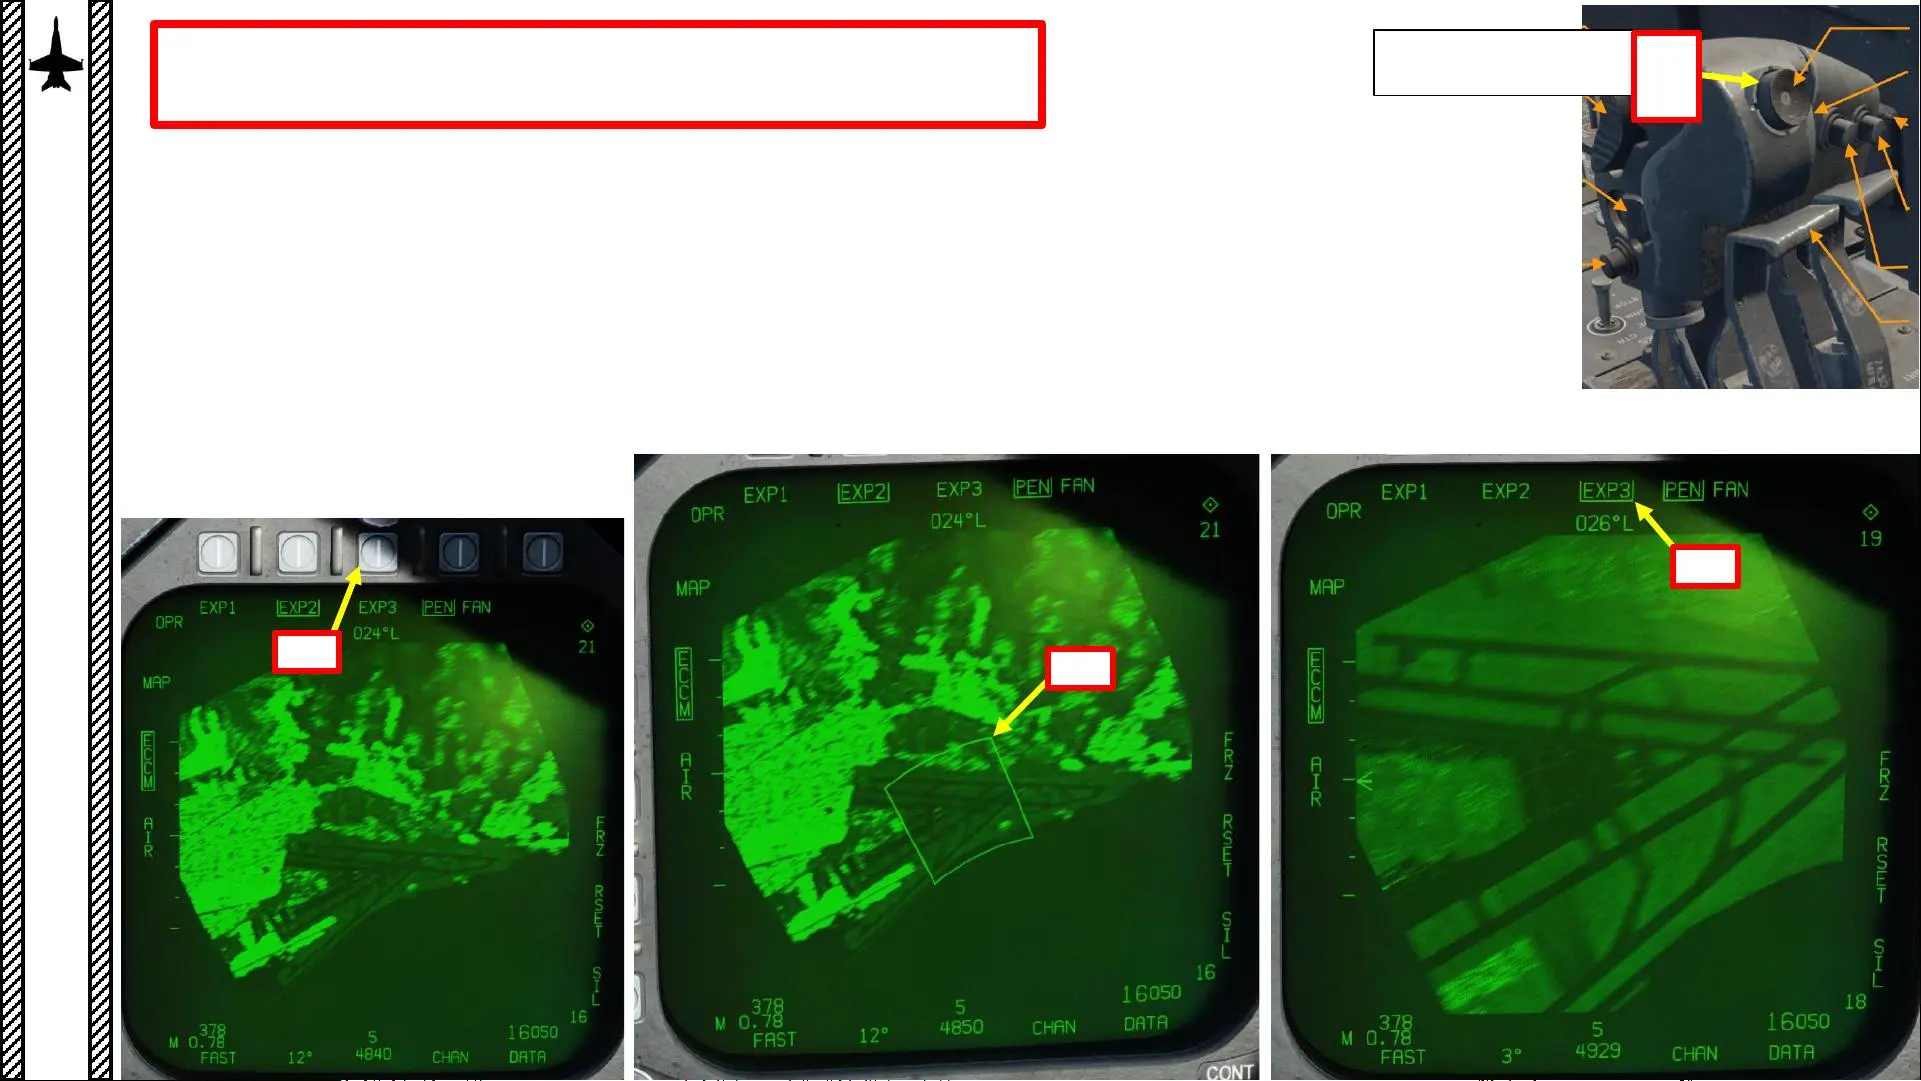 EXP1 EXP2 EXP3 PEN FAN
OPR
024°L
21
MAP
ECCM
AIR
FRZ
RSET
SIL
16
378
M 0.78
FAST
12°
5
4840
CHAN
16050
DATA
EXP1 EXP2 EXP3 PEN FAN
OPR
024°L
21
MAP
ECCM
AIR
FRZ
RSET
SIL
16
378
M 0.78
FAST
12°
5
4850
CHAN
16050
DATA
CONT
EXP1 EXP2 EXP3 PEN FAN
OPR
026°L
19
MAP
ECCM
AIR
FRZ
RSET
SIL
18
378
M 0.78
FAST
3°
5
4929
CHAN
16050
DATA